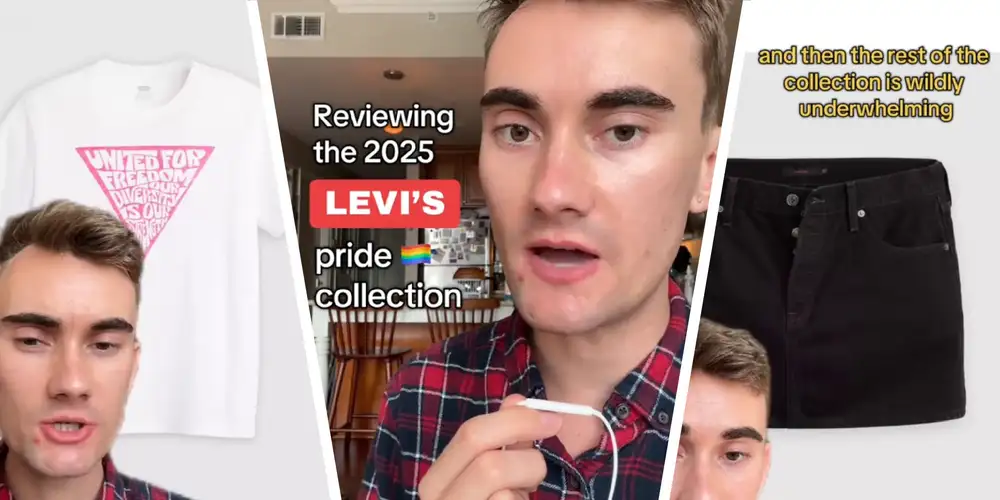 UNITED FOR
FREEDOM
OUR
DIVERSITY
IS OUR
Reviewing
the 2025
LEVI'S
pride 🏳️‍🌈
collection
and then the rest of the
collection is wildly
underwhelming